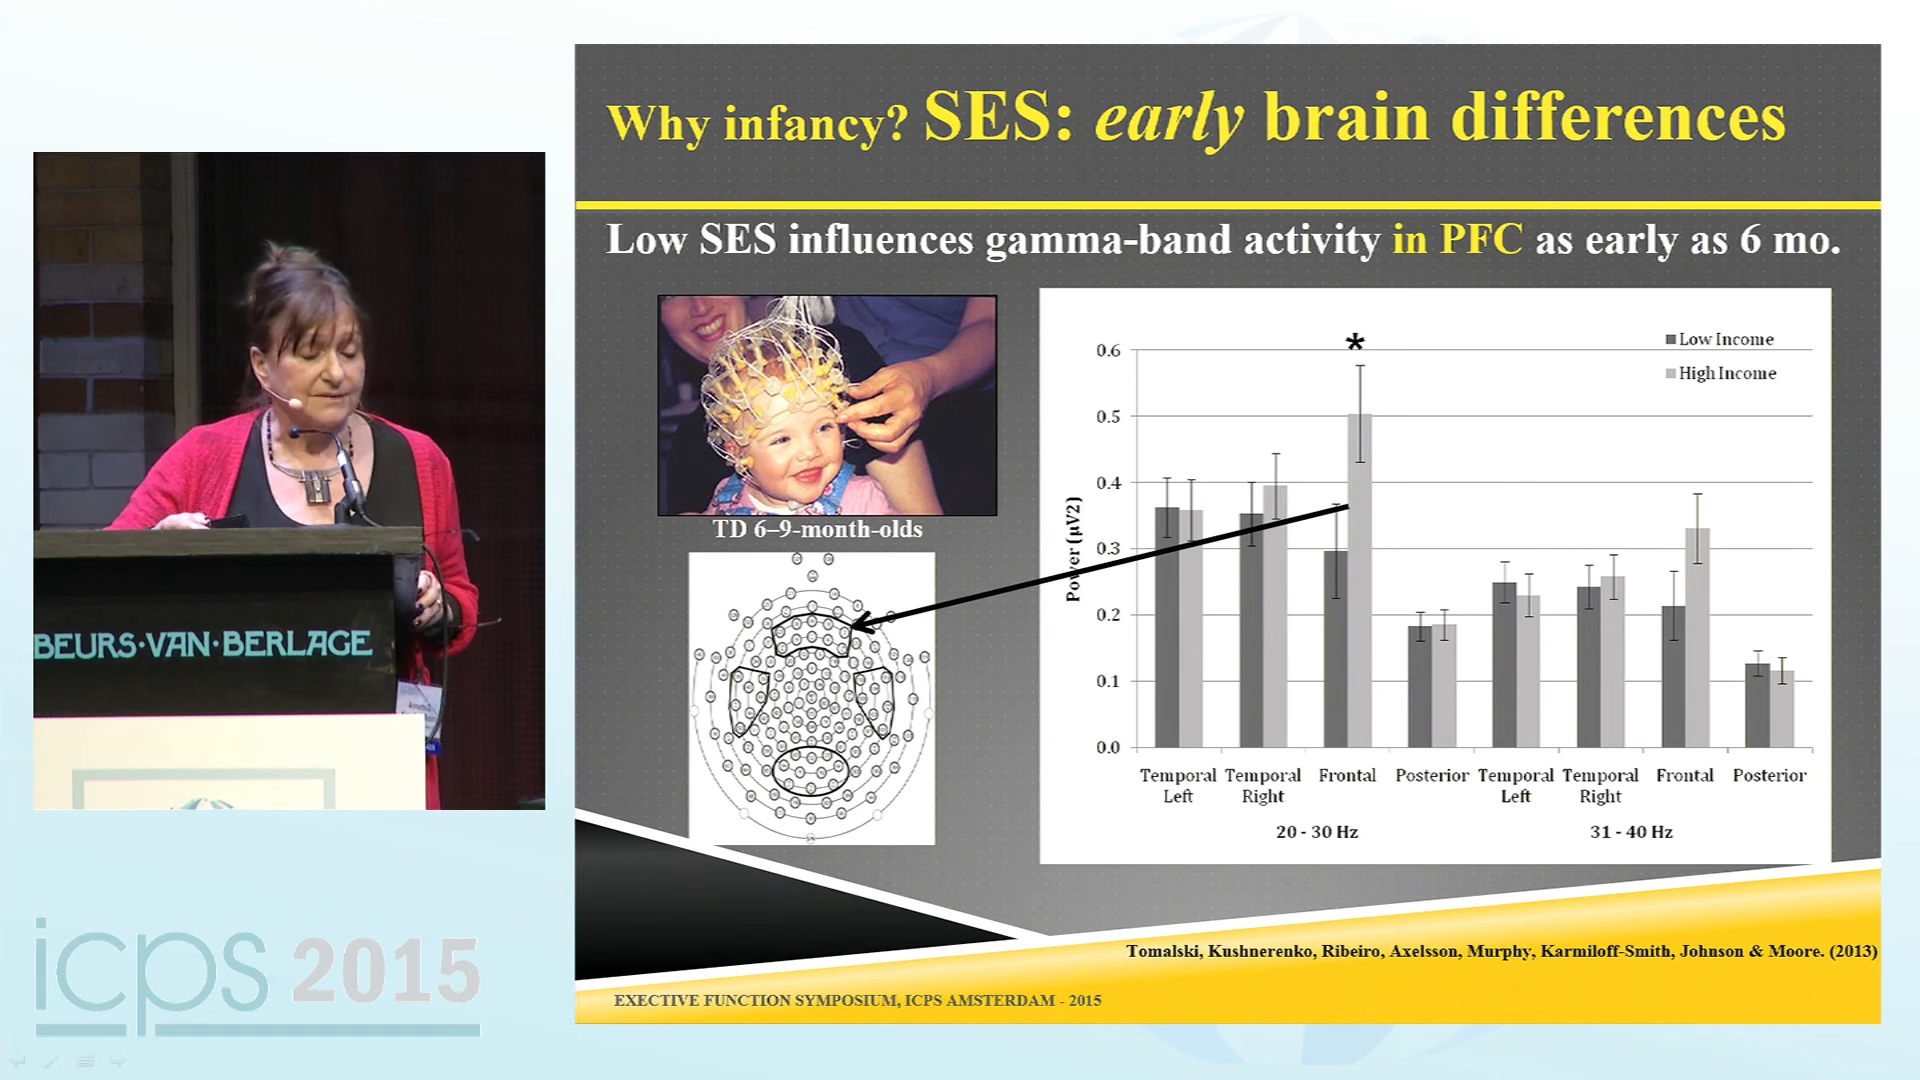 Why infancy? SES: early brain differences
Low SES influences gamma-band activity in PFC as early as 6 mo.
TD 6–9-month-olds
*
Low Income
High Income
Power (µV2)
0.6
0.5
0.4
0.3
0.2
0.1
0.0
Temporal Left
Temporal Right
Frontal
Posterior
Temporal Left
Temporal Right
Frontal
Posterior
20 - 30 Hz
31 - 40 Hz
Tomalski, Kushnerenko, Ribeiro, Axelsson, Murphy, Karmiloff-Smith, Johnson & Moore. (2013)
EXECTIVE FUNCTION SYMPOSIUM, ICPS AMSTERDAM - 2015
BEURS·VAN·BERLAGE
icps 2015